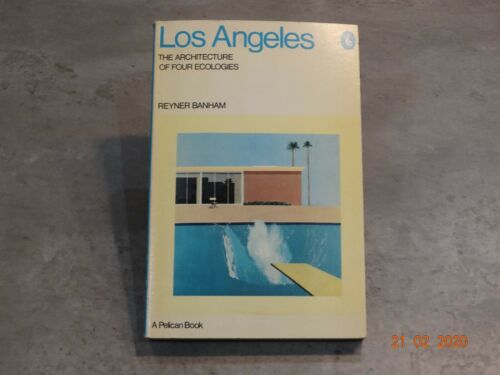 Los Angeles
THE ARCHITECTURE
OF FOUR ECOLOGIES
REYNER BANHAM
A Pelican Book
21 02 2020